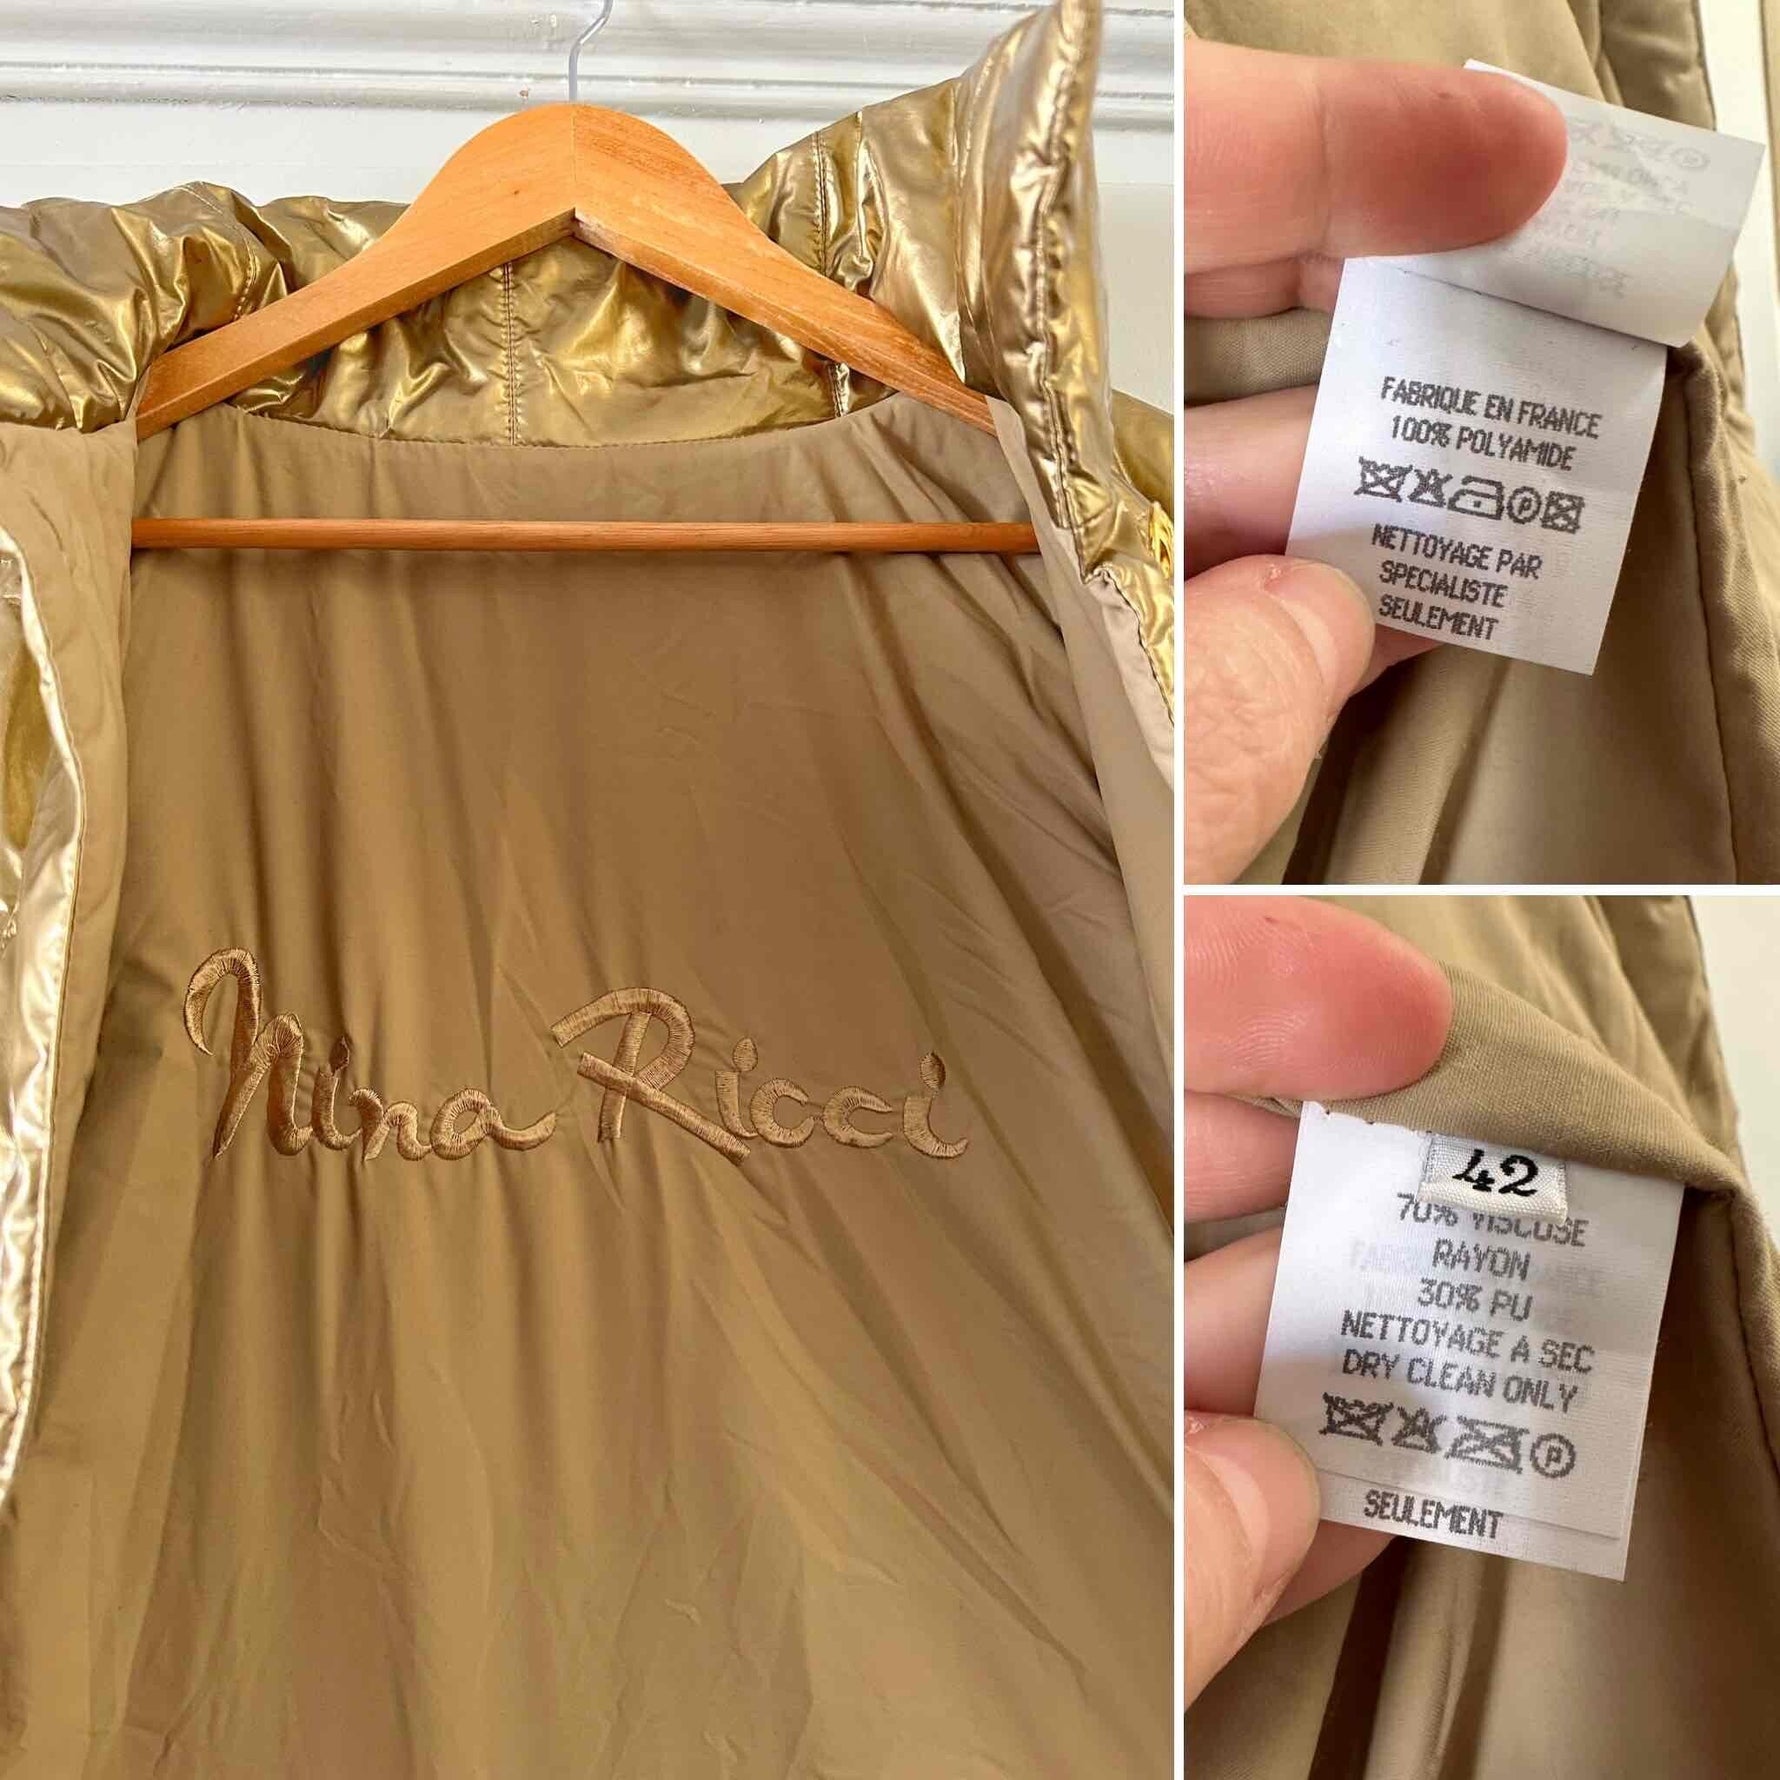 Nina Ricci
FABRIQUE EN FRANCE
100% POLYAMIDE
P
NETTOYAGE PAR
SPECIALISTE
SEULEMENT
42
70% VISCOSE
RAYON
30% PU
NETTOYAGE A SEC
DRY CLEAN ONLY
P
SEULEMENT